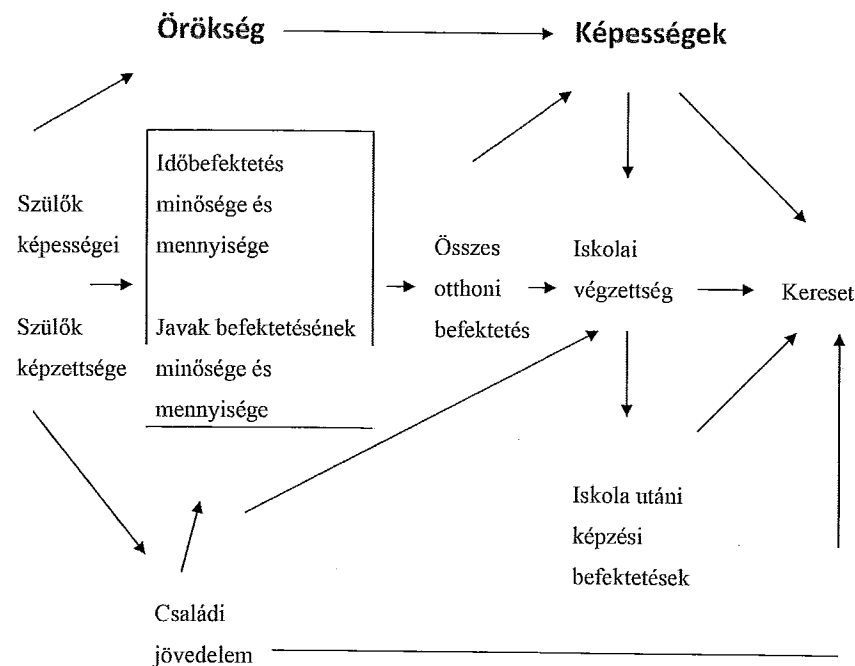 Örökség
Képességek
Szülők
képességei
Szülők
képzettsége
Időbefektetés
minősége és
mennyisége
Javak befektetésének
minősége és
mennyisége
Összes
otthoni
befektetés
Iskolai
végzettség
Kereset
Iskola utáni
képzési
befektetések
Családi
jövedelem